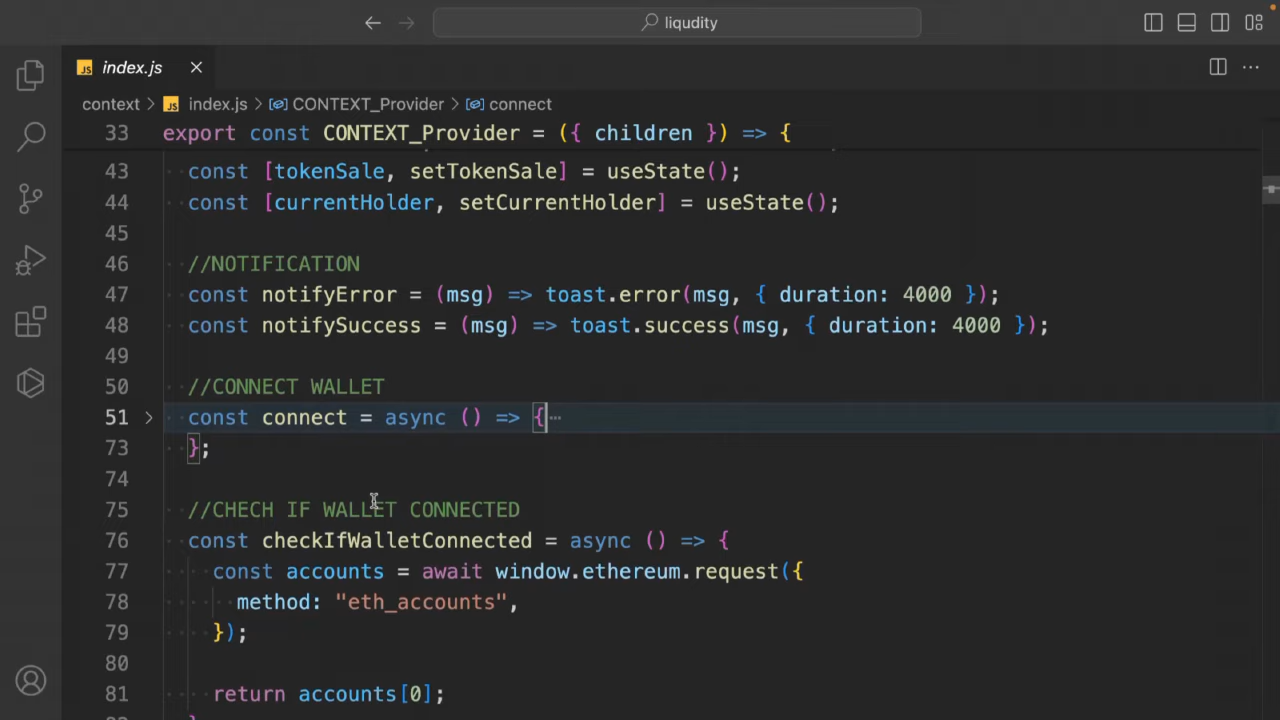 liqudity
JS index.js
context > JS index.js > CONTEXT_Provider > connect
33 export const CONTEXT_Provider = ({ children }) => {
43 const [tokenSale, setTokenSale] = useState();
44 const [currentHolder, setCurrentHolder] = useState();
45
46 //NOTIFICATION
47 const notifyError = (msg) => toast.error(msg, { duration: 4000 });
48 const notifySuccess = (msg) => toast.success(msg, { duration: 4000 });
49
50 //CONNECT WALLET
51 const connect = async () => {⋯
73 };
74
75 //CHECH IF WALLET CONNECTED
76 const checkIfWalletConnected = async () => {
77 const accounts = await window.ethereum.request({
78 method: "eth_accounts",
79 });
80
81 return accounts[0];